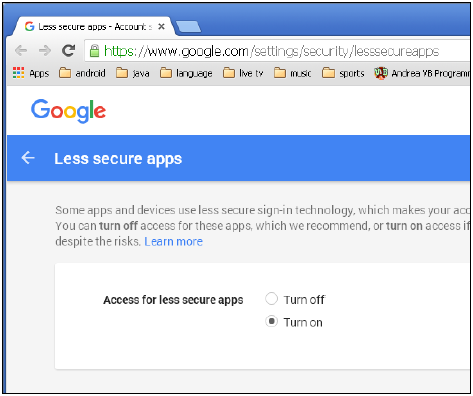 Less secure apps - Account s
https://www.google.com/settings/security/lesssecureapps
Apps android java language live tv music sports Andrea VB Programm
Google
Less secure apps
Some apps and devices use less secure sign-in technology, which makes your acc
You can turn off access for these apps, which we recommend, or turn on access if
despite the risks. Learn more
Access for less secure apps Turn off
Turn on